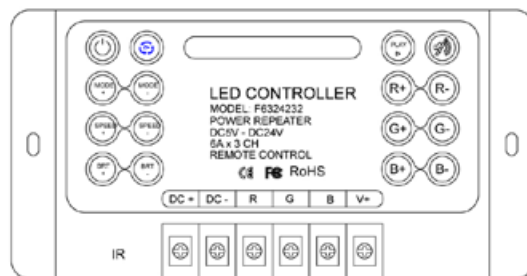 PLAY
MODE + MODE -
SPEED + SPEED -
BRT + BRT -
R+ R-
G+ G-
B+ B-
LED CONTROLLER
MODEL: F6324232
POWER REPEATER
DC5V - DC24V
6A x 3 CH
REMOTE CONTROL
CE FC RoHS
DC + DC - R G B V+
IR